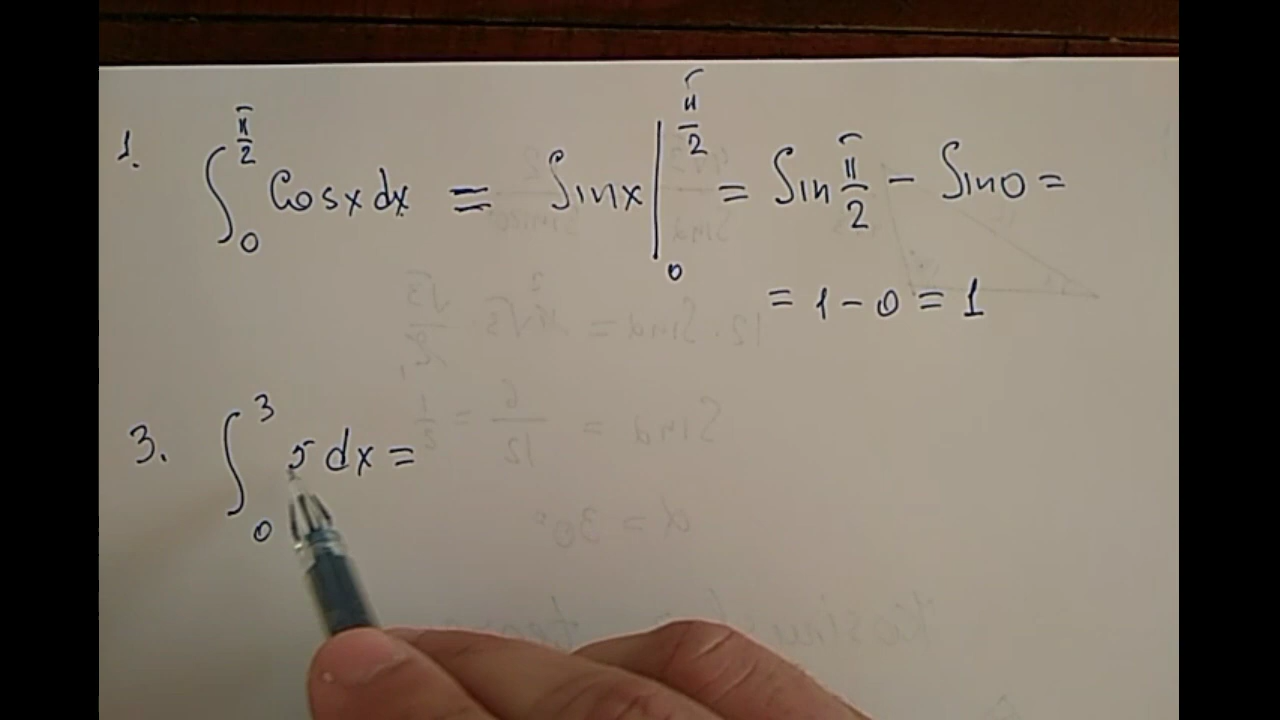 1. ∫₀^(π/2) Cosx dx = Sinx |₀^(π/2) = Sin π/2 - Sin0 =
= 1 - 0 = 1
3. ∫₀³ 5 dx =